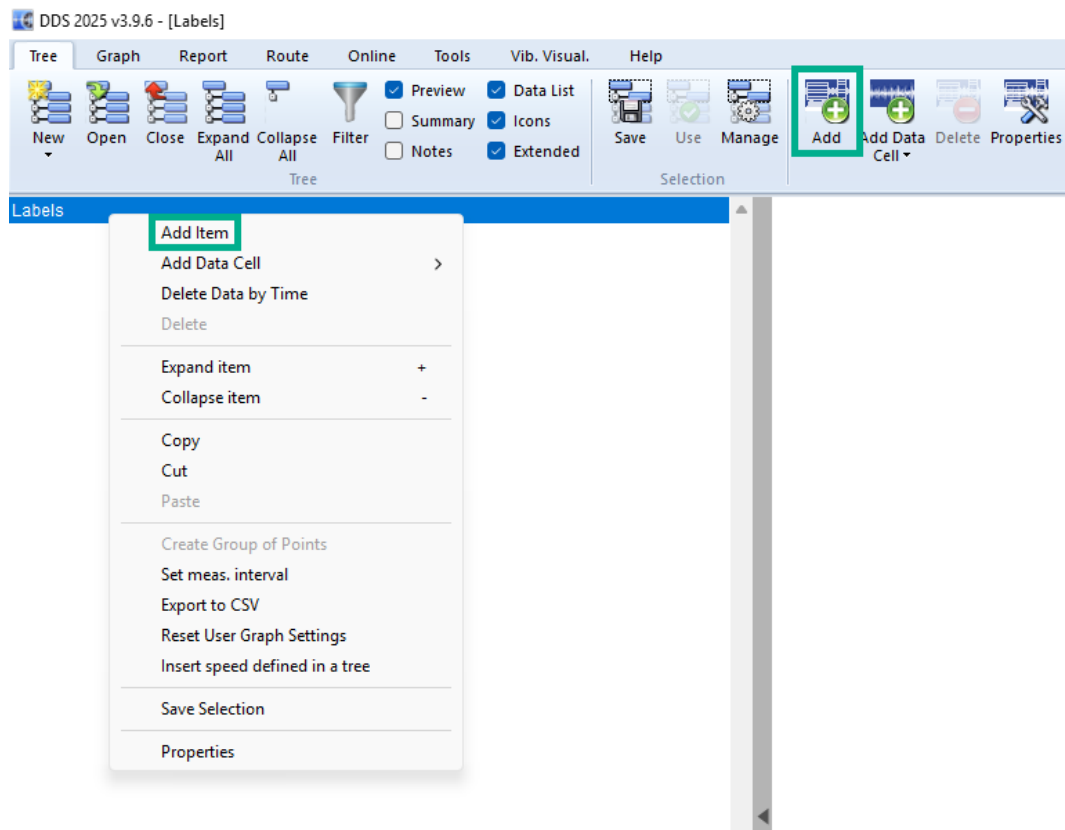 DDS 2025 v3.9.6 - [Labels]
Tree Graph Report Route Online Tools Vib. Visual. Help
New Open Close Expand All Collapse All Filter
Preview Data List
Summary Icons
Notes Extended
Save Use Manage
Add Add Data Cell Delete Properties
Tree Selection
Labels
Add Item
Add Data Cell
Delete Data by Time
Delete
Expand item +
Collapse item -
Copy
Cut
Paste
Create Group of Points
Set meas. interval
Export to CSV
Reset User Graph Settings
Insert speed defined in a tree
Save Selection
Properties